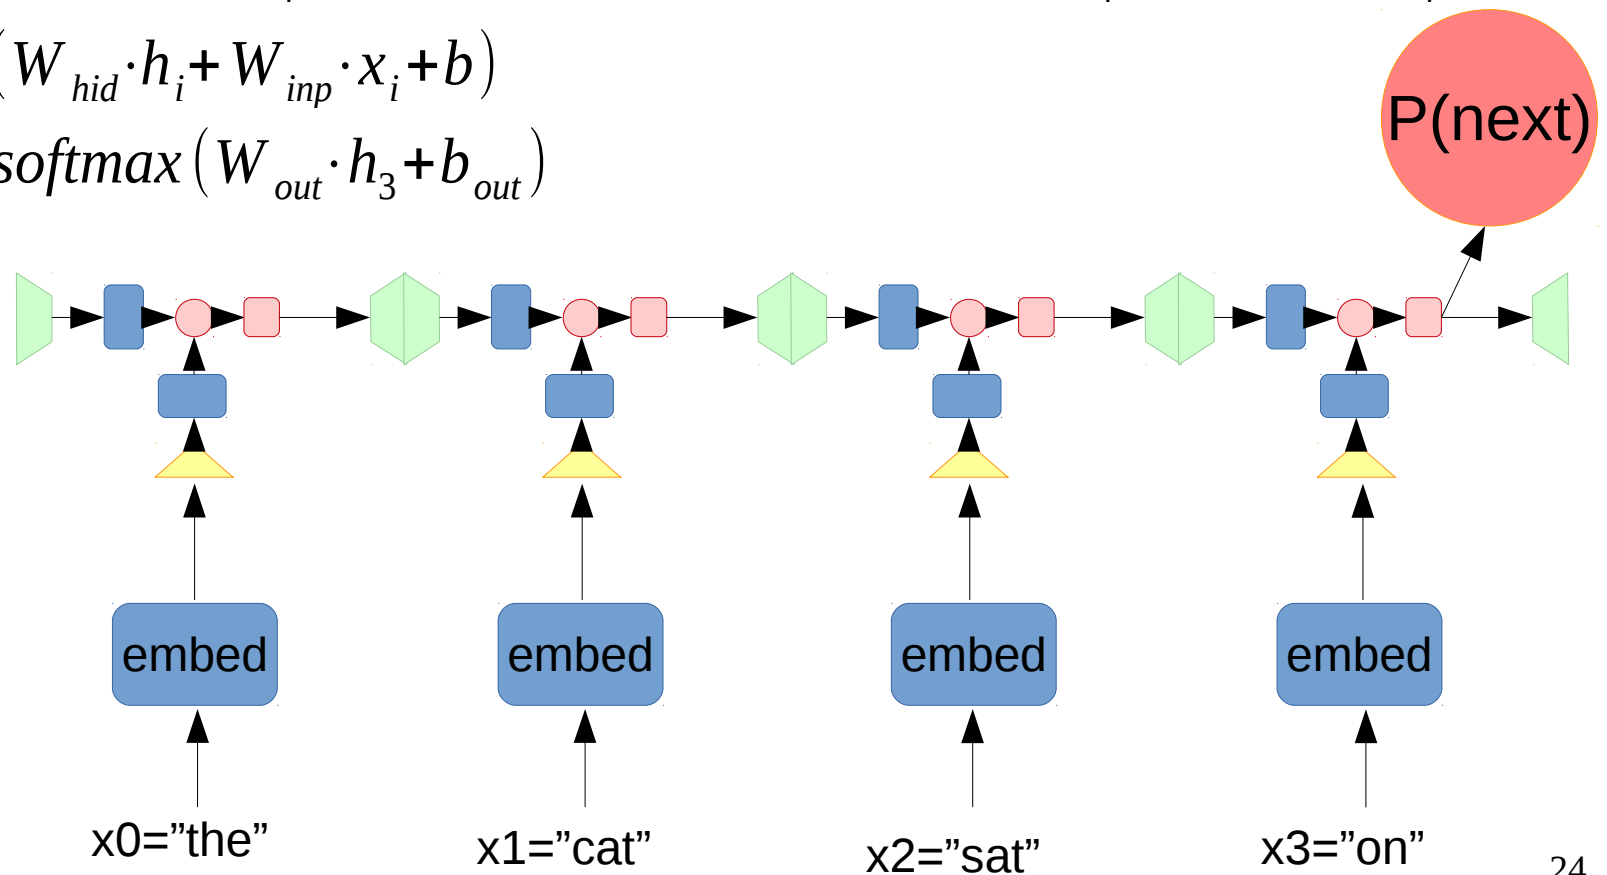 (W_hid · h_i + W_inp · x_i + b)
softmax(W_out · h_3 + b_out)
P(next)
embed embed embed embed
x0=”the” x1=”cat” x2=”sat” x3=”on”
24